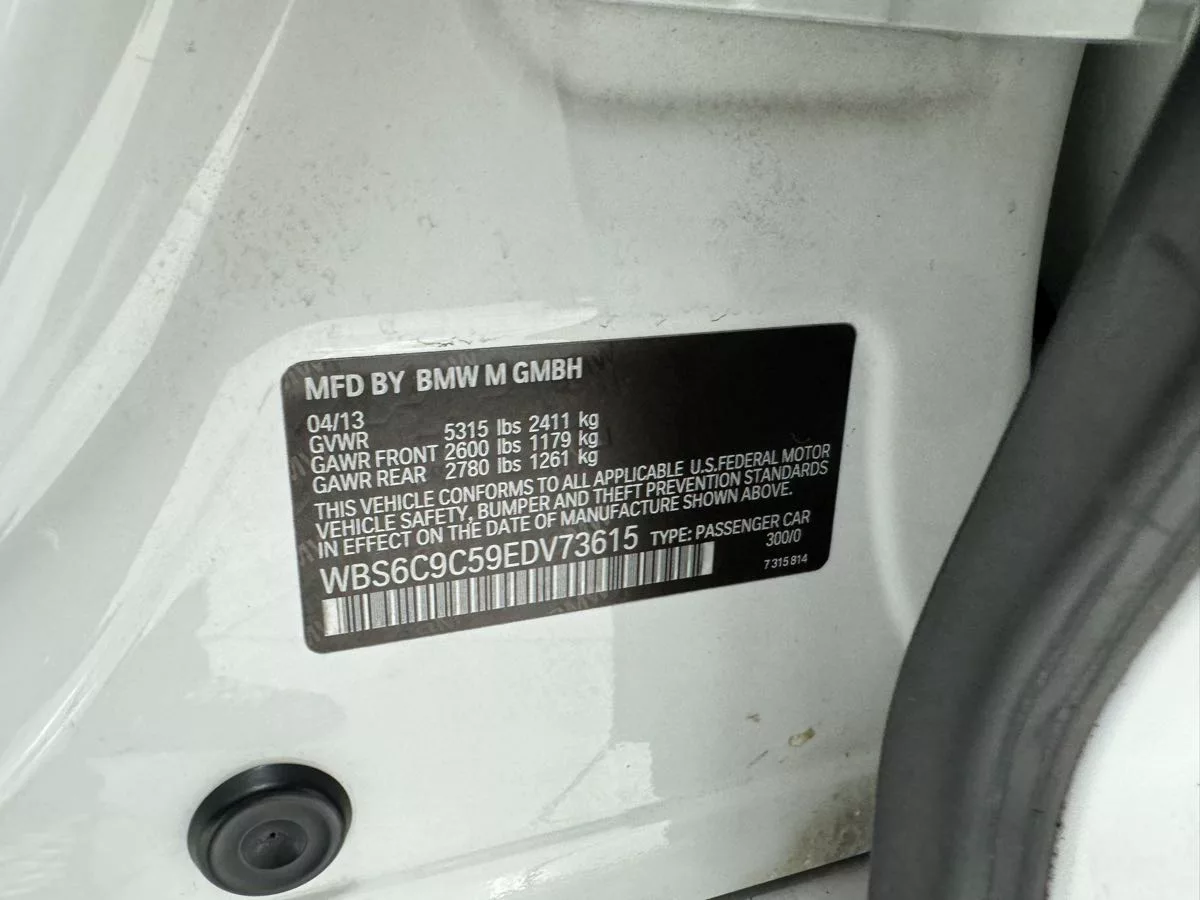 MFD BY BMW M GMBH
04/13
GVWR 5315 lbs 2411 kg
GAWR FRONT 2600 lbs 1179 kg
GAWR REAR 2780 lbs 1261 kg
THIS VEHICLE CONFORMS TO ALL APPLICABLE U.S.FEDERAL MOTOR
VEHICLE SAFETY, BUMPER AND THEFT PREVENTION STANDARDS
IN EFFECT ON THE DATE OF MANUFACTURE SHOWN ABOVE.
WBS6C9C59EDV73615 TYPE: PASSENGER CAR
300/0
7 315 814